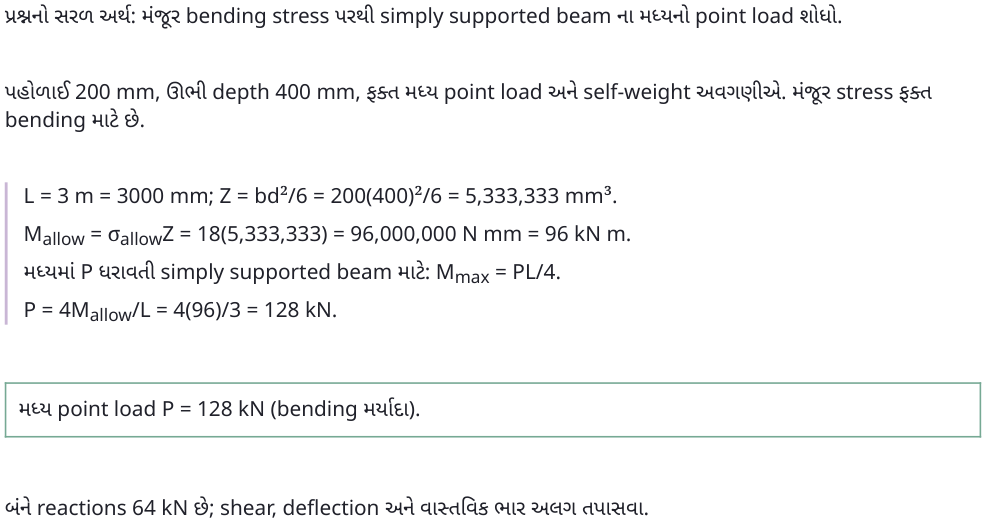 પ્રશ્નનો સરળ અર્થ: મંજૂર bending stress પરથી simply supported beam ના મધ્યનો point load શોધો.
પહોળાઈ 200 mm, ઊભી depth 400 mm, ફક્ત મધ્ય point load અને self-weight અવગણીએ. મંજૂર stress ફક્ત
bending માટે છે.
L = 3 m = 3000 mm; Z = bd²/6 = 200(400)²/6 = 5,333,333 mm³.
M_allow = σ_allowZ = 18(5,333,333) = 96,000,000 N mm = 96 kN m.
મધ્યમાં P ધરાવતી simply supported beam માટે: M_max = PL/4.
P = 4M_allow/L = 4(96)/3 = 128 kN.
મધ્ય point load P = 128 kN (bending મર્યાદા).
બંને reactions 64 kN છે; shear, deflection અને વાસ્તવિક ભાર અલગ તપાસવા.